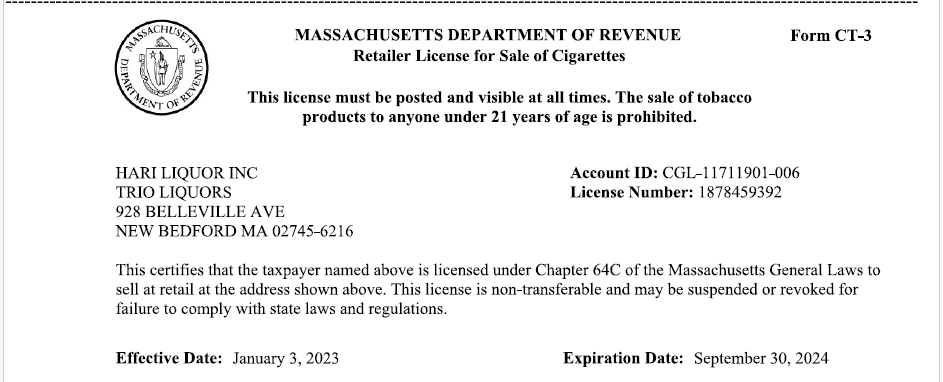 MASSACHUSETTS DEPARTMENT OF REVENUE
MASSACHUSETTS DEPARTMENT OF REVENUE
Form CT-3
Retailer License for Sale of Cigarettes
This license must be posted and visible at all times. The sale of tobacco
products to anyone under 21 years of age is prohibited.
HARI LIQUOR INC
TRIO LIQUORS
928 BELLEVILLE AVE
NEW BEDFORD MA 02745-6216
Account ID: CGL-11711901-006
License Number: 1878459392
This certifies that the taxpayer named above is licensed under Chapter 64C of the Massachusetts General Laws to
sell at retail at the address shown above. This license is non-transferable and may be suspended or revoked for
failure to comply with state laws and regulations.
Effective Date: January 3, 2023
Expiration Date: September 30, 2024